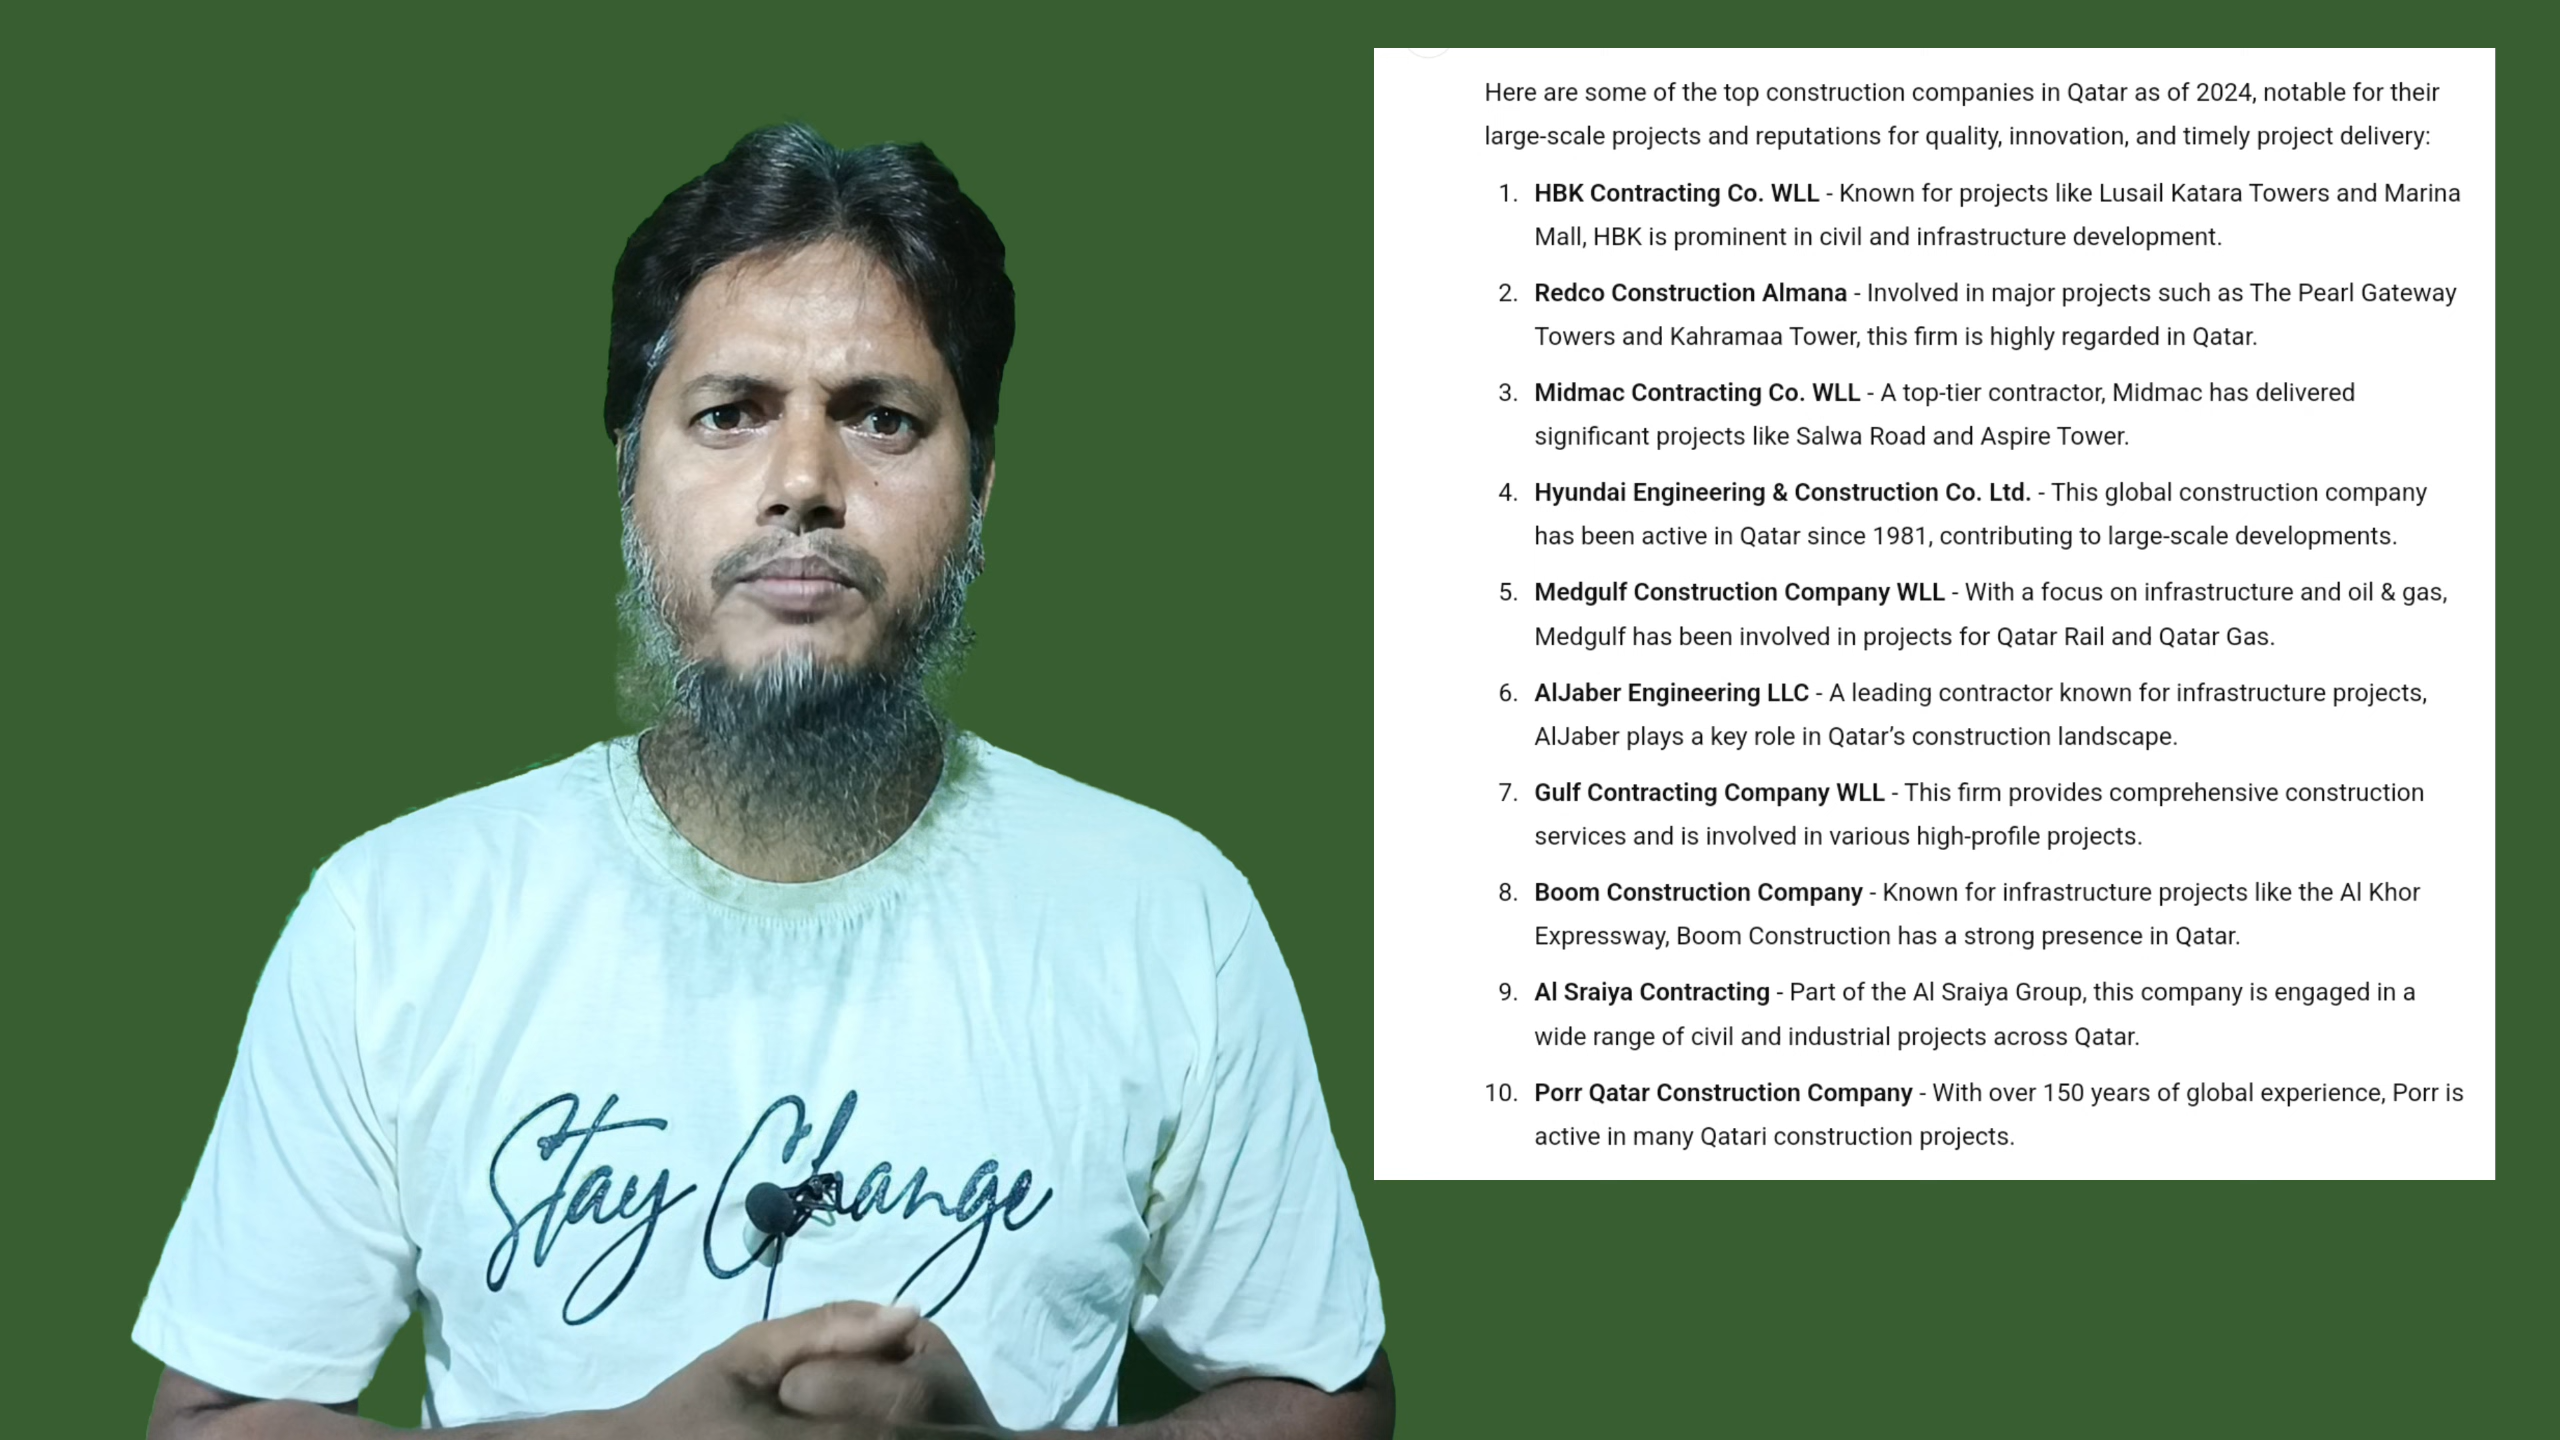 Here are some of the top construction companies in Qatar as of 2024, notable for their
large-scale projects and reputations for quality, innovation, and timely project delivery:
1. HBK Contracting Co. WLL - Known for projects like Lusail Katara Towers and Marina
Mall, HBK is prominent in civil and infrastructure development.
2. Redco Construction Almana - Involved in major projects such as The Pearl Gateway
Towers and Kahramaa Tower, this firm is highly regarded in Qatar.
3. Midmac Contracting Co. WLL - A top-tier contractor, Midmac has delivered
significant projects like Salwa Road and Aspire Tower.
4. Hyundai Engineering & Construction Co. Ltd. - This global construction company
has been active in Qatar since 1981, contributing to large-scale developments.
5. Medgulf Construction Company WLL - With a focus on infrastructure and oil & gas,
Medgulf has been involved in projects for Qatar Rail and Qatar Gas.
6. AlJaber Engineering LLC - A leading contractor known for infrastructure projects,
AlJaber plays a key role in Qatar’s construction landscape.
7. Gulf Contracting Company WLL - This firm provides comprehensive construction
services and is involved in various high-profile projects.
8. Boom Construction Company - Known for infrastructure projects like the Al Khor
Expressway, Boom Construction has a strong presence in Qatar.
9. Al Sraiya Contracting - Part of the Al Sraiya Group, this company is engaged in a
wide range of civil and industrial projects across Qatar.
10. Porr Qatar Construction Company - With over 150 years of global experience, Porr is
active in many Qatari construction projects.
Stay Change